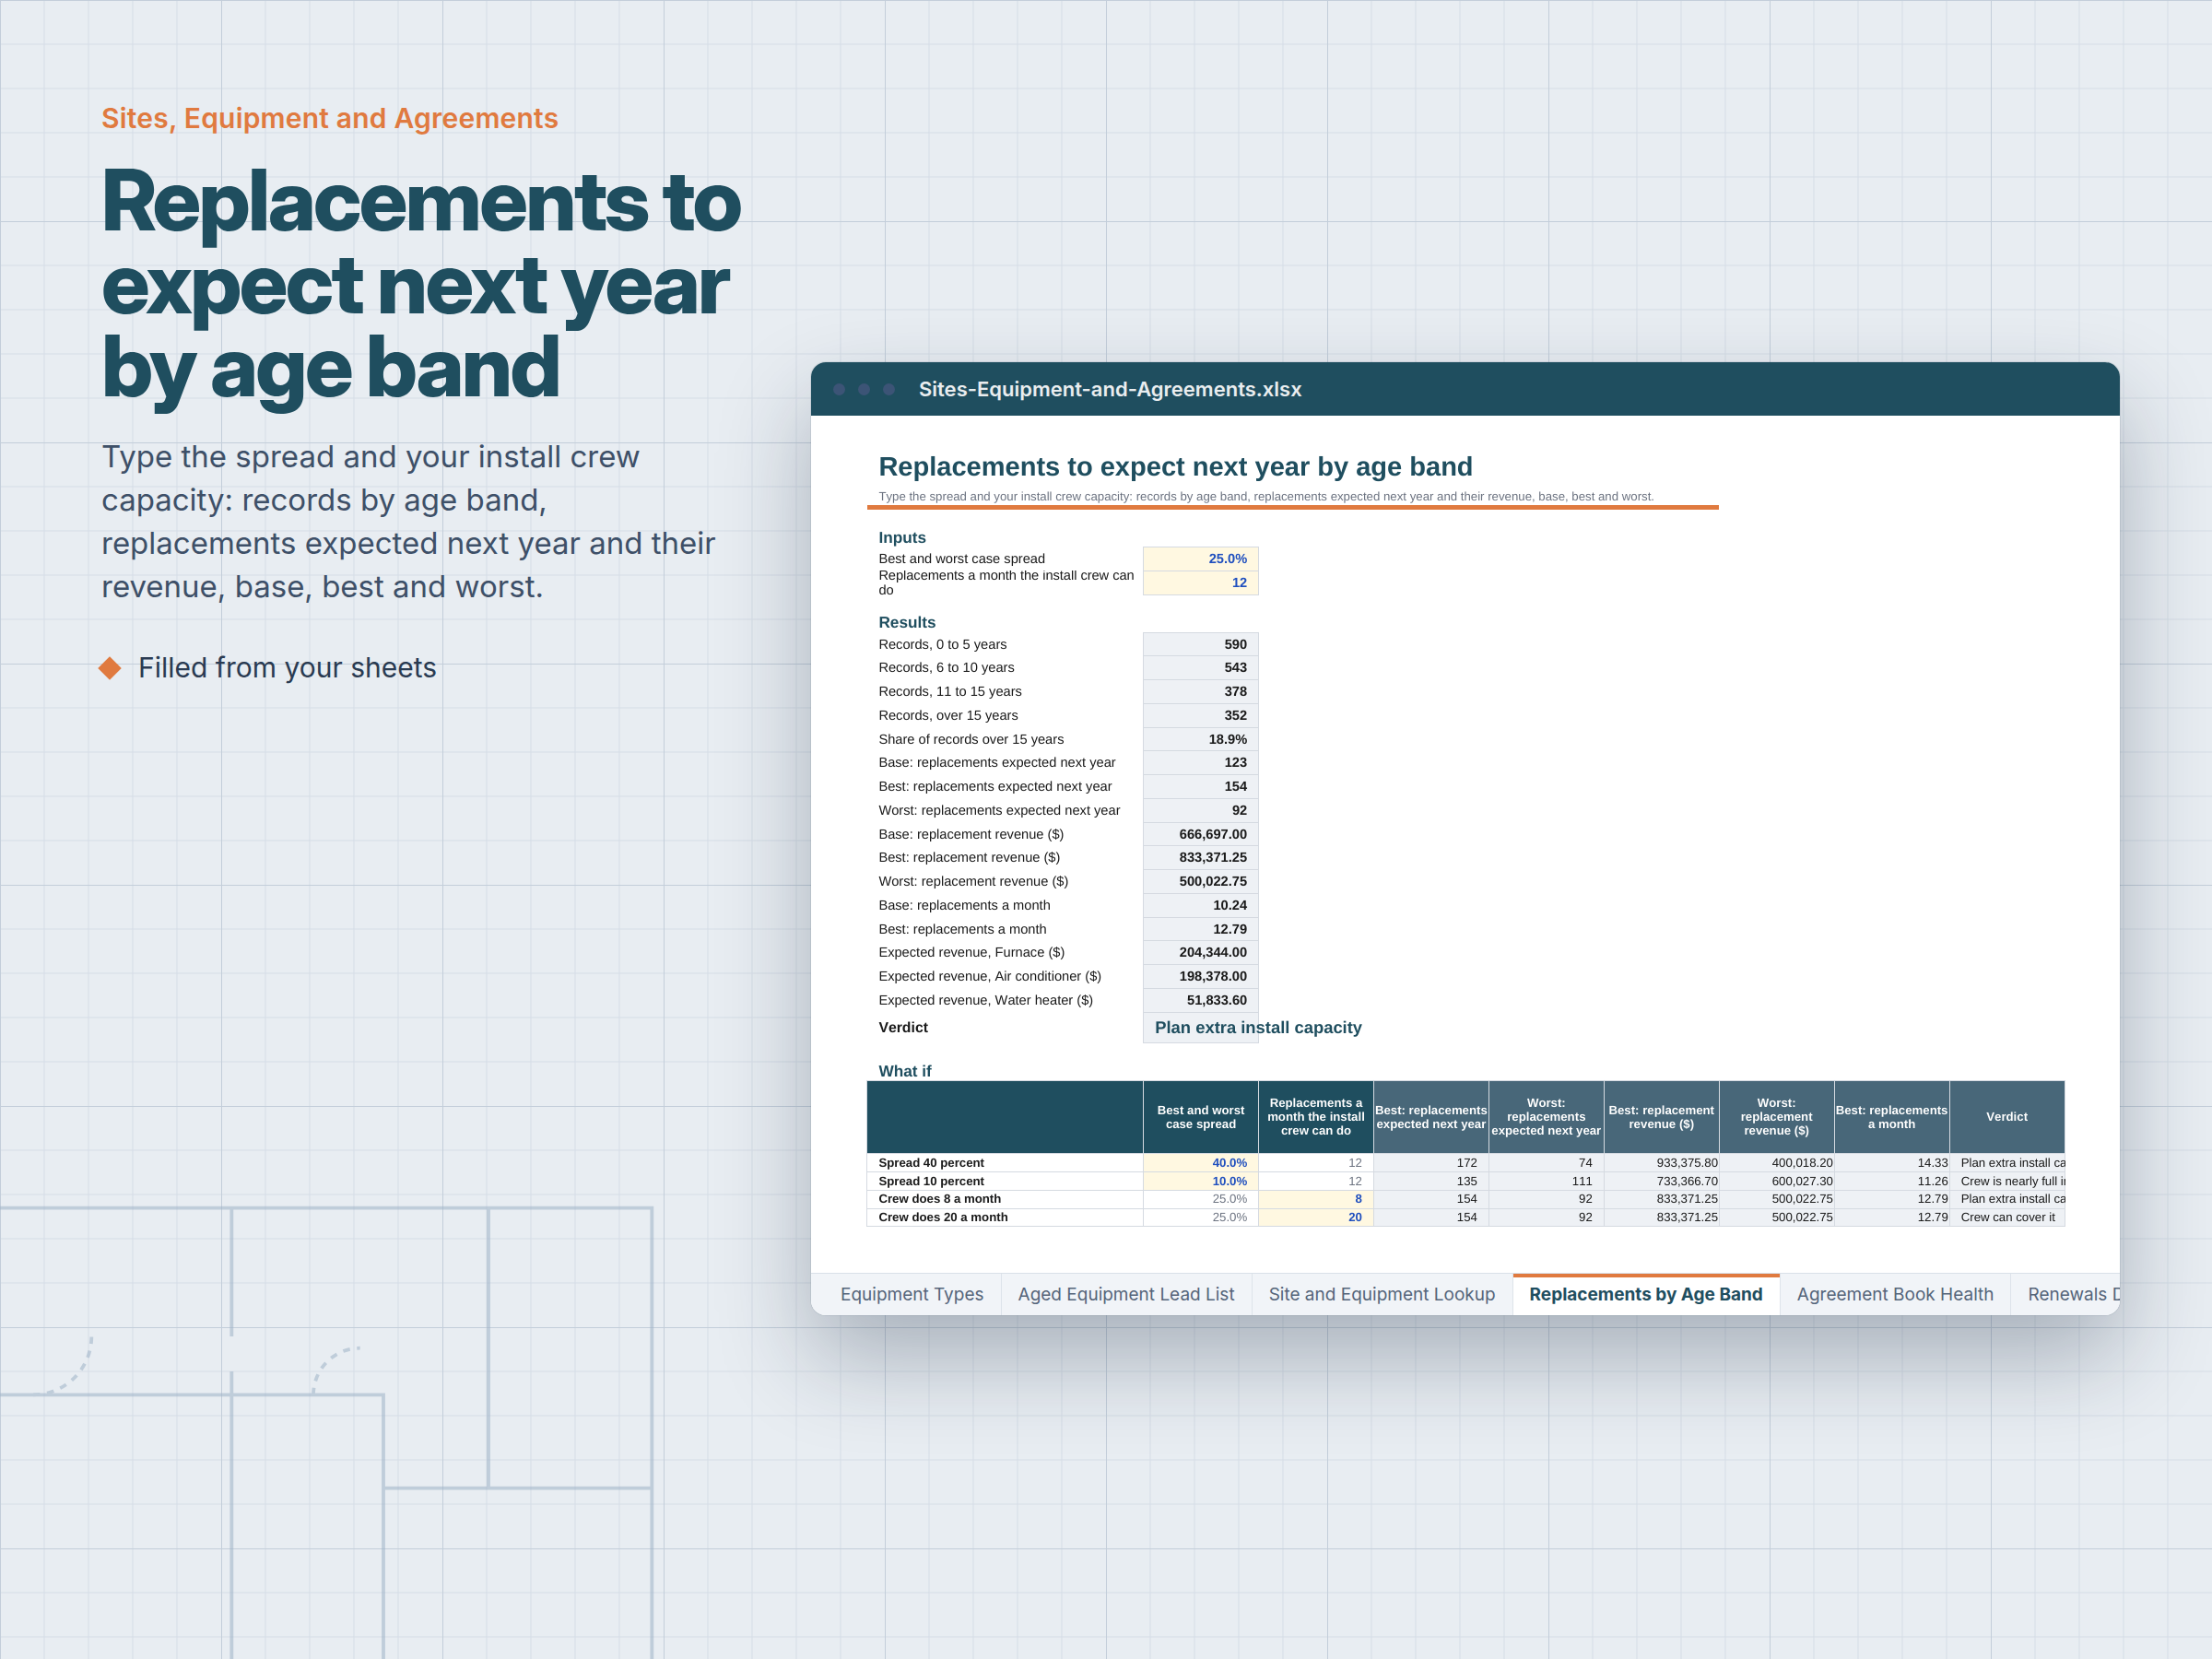 Sites, Equipment and Agreements
Replacements to
expect next year
by age band
Type the spread and your install crew
capacity: records by age band,
replacements expected next year and their
revenue, base, best and worst.
Filled from your sheets
Sites-Equipment-and-Agreements.xlsx
Replacements to expect next year by age band
Type the spread and your install crew capacity: records by age band, replacements expected next year and their revenue, base, best and worst.
Inputs
Best and worst case spread 25.0%
Replacements a month the install crew can
do 12
Results
Records, 0 to 5 years 590
Records, 6 to 10 years 543
Records, 11 to 15 years 378
Records, over 15 years 352
Share of records over 15 years 18.9%
Base: replacements expected next year 123
Best: replacements expected next year 154
Worst: replacements expected next year 92
Base: replacement revenue ($) 666,697.00
Best: replacement revenue ($) 833,371.25
Worst: replacement revenue ($) 500,022.75
Base: replacements a month 10.24
Best: replacements a month 12.79
Expected revenue, Furnace ($) 204,344.00
Expected revenue, Air conditioner ($) 198,378.00
Expected revenue, Water heater ($) 51,833.60
Verdict Plan extra install capacity
What if
Best and worst
case spread
Replacements a
month the install
crew can do
Best: replacements
expected next year
Worst:
replacements
expected next year
Best: replacement
revenue ($)
Worst:
replacement
revenue ($)
Best: replacements
a month
Verdict
Spread 40 percent 40.0% 12 172 74 933,375.80 400,018.20 14.33 Plan extra install ca
Spread 10 percent 10.0% 12 135 111 733,366.70 600,027.30 11.26 Crew is nearly full i
Crew does 8 a month 25.0% 8 154 92 833,371.25 500,022.75 12.79 Plan extra install ca
Crew does 20 a month 25.0% 20 154 92 833,371.25 500,022.75 12.79 Crew can cover it
Equipment Types Aged Equipment Lead List Site and Equipment Lookup Replacements by Age Band Agreement Book Health Renewals D